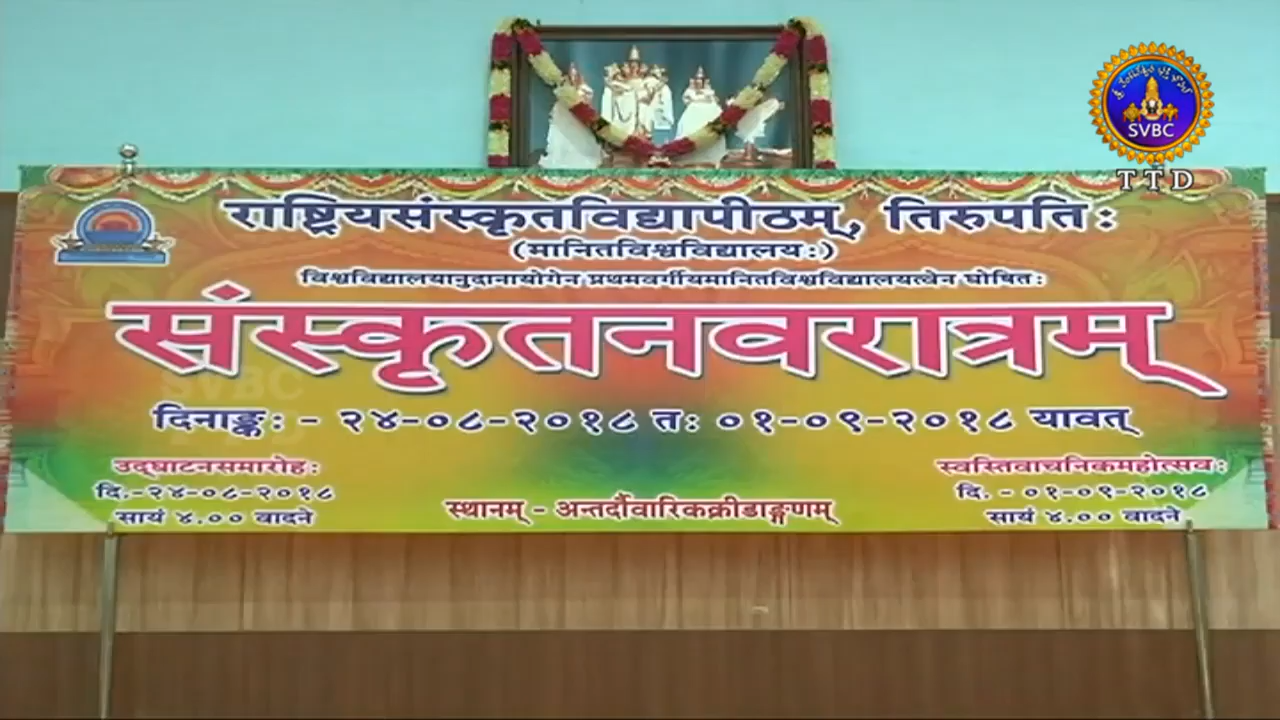 SVBC
TTD
राष्ट्रियसंस्कृतविद्यापीठम्, तिरुपतिः
(मानितविश्वविद्यालयः)
विश्वविद्यालयानुदानायोगेन प्रथमवर्गीयमानितविश्वविद्यालयत्वेन घोषितः
संस्कृतनवरात्रम्
दिनाङ्कः - २४-०८-२०१८ तः ०१-०९-२०१८ यावत्
उद्घाटनसमारोहः
दि.-२४-०८-२०१८
सायं ४.०० वादने
स्थानम् - अन्तर्दौवारिकक्रीडाङ्गणम्
स्वस्तिवाचनिकमहोत्सवः
दि. - ०१-०९-२०१८
सायं ४.०० वादने